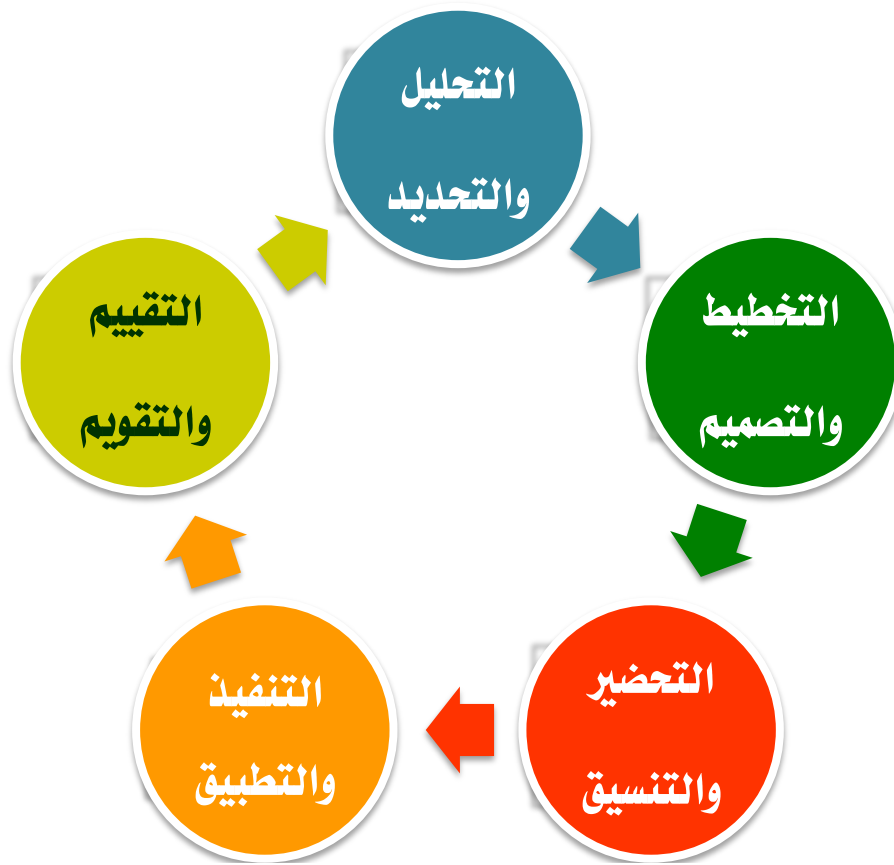 التحليل
والتحديد
التخطيط
والتصميم
التحضير
والتنسيق
التنفيذ
والتطبيق
التقييم
والتقويم